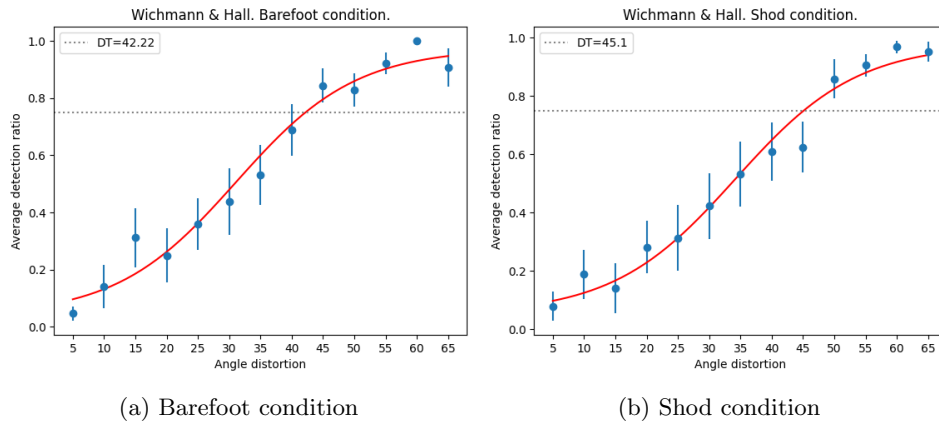 Wichmann & Hall. Barefoot condition.
DT=42.22
Average detection ratio
1.0
0.8
0.6
0.4
0.2
0.0
5 10 15 20 25 30 35 40 45 50 55 60 65
Angle distortion
(a) Barefoot condition
Wichmann & Hall. Shod condition.
DT=45.1
Average detection ratio
1.0
0.8
0.6
0.4
0.2
0.0
5 10 15 20 25 30 35 40 45 50 55 60 65
Angle distortion
(b) Shod condition